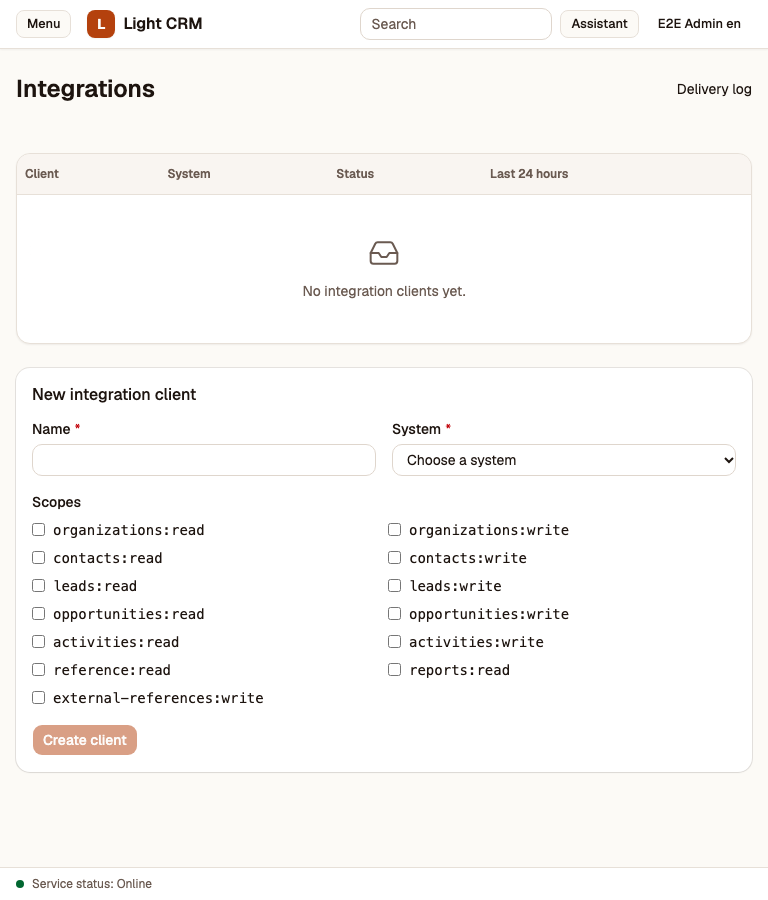 Menu
L
Light CRM
Search
Assistant
E2E Admin en
Integrations
Delivery log
Client System Status Last 24 hours
No integration clients yet.
New integration client
Name * System *
Choose a system
Scopes
organizations:read organizations:write
contacts:read contacts:write
leads:read leads:write
opportunities:read opportunities:write
activities:read activities:write
reference:read reports:read
external-references:write
Create client
Service status: Online